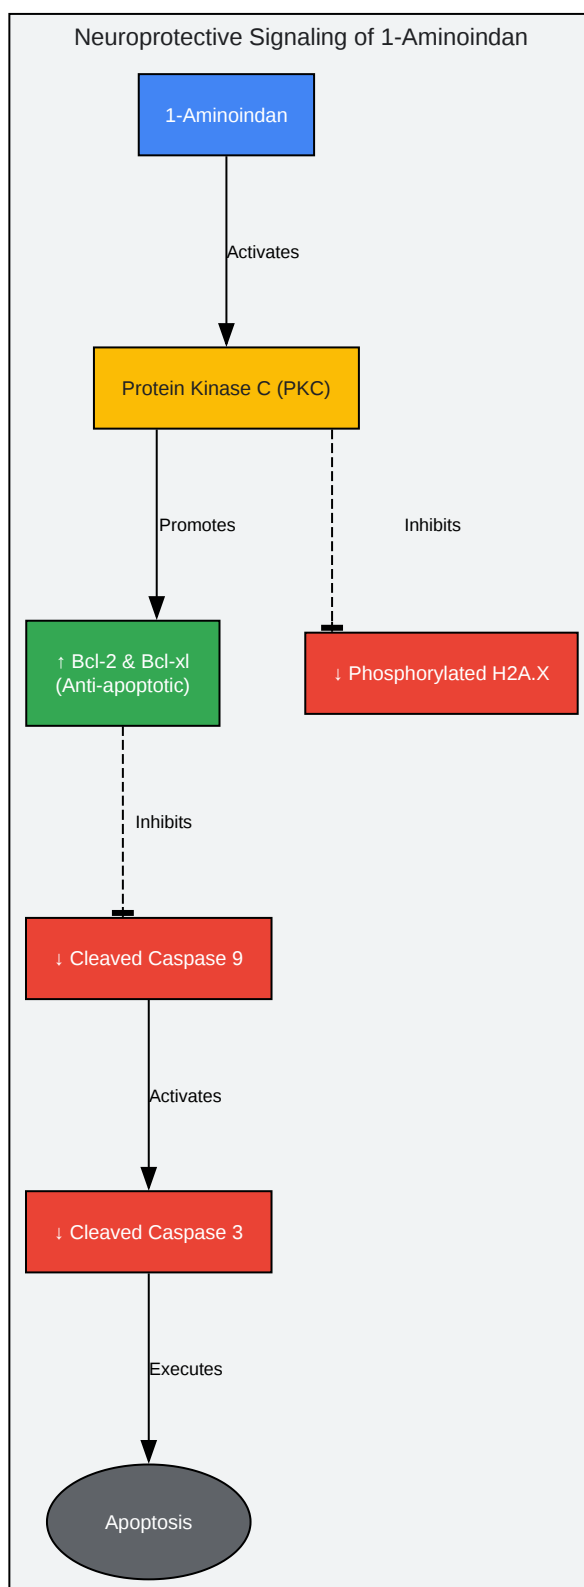 Neuroprotective Signaling of 1-Aminoindan
1-Aminoindan
Activates
Protein Kinase C (PKC)
Promotes
Inhibits
↑ Bcl-2 & Bcl-xl
(Anti-apoptotic)
↓ Phosphorylated H2A.X
Inhibits
↓ Cleaved Caspase 9
Activates
↓ Cleaved Caspase 3
Executes
Apoptosis